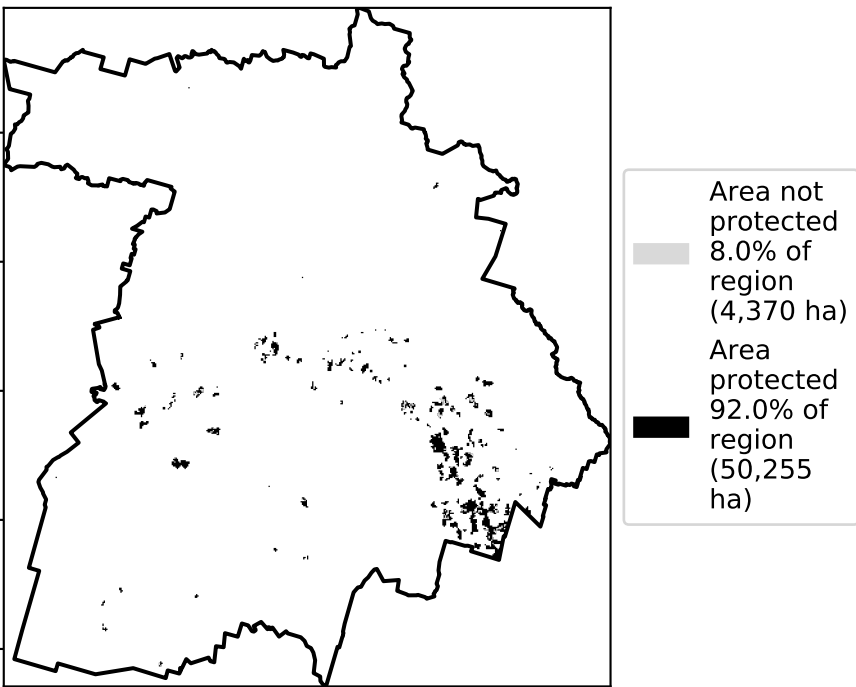 Area not
protected
8.0% of
region
(4,370 ha)
Area
protected
92.0% of
region
(50,255
ha)